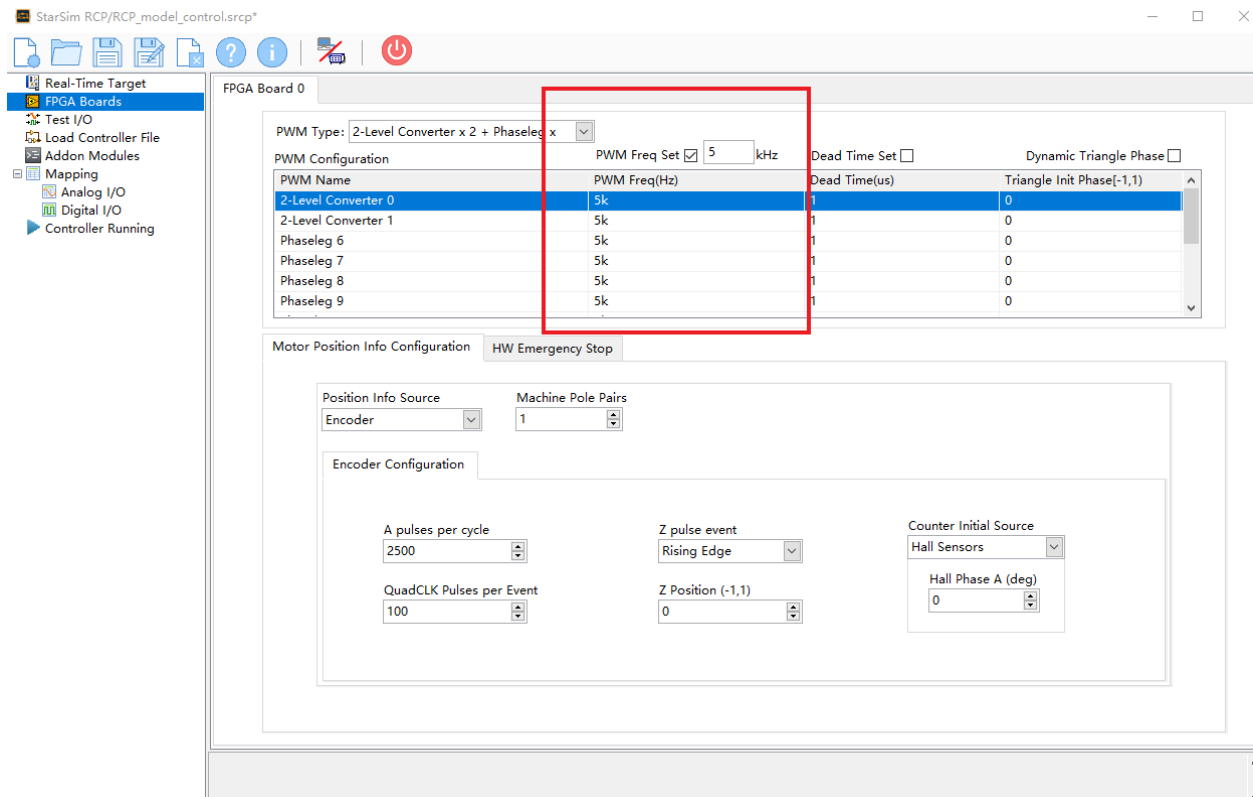 StarSim RCP/RCP_model_control.srcp*
Real-Time Target
FPGA Boards
Test I/O
Load Controller File
Addon Modules
Mapping
Analog I/O
Digital I/O
Controller Running
FPGA Board 0
PWM Type: 2-Level Converter x 2 + Phaseleg x
PWM Configuration
PWM Freq Set 5 kHz
Dead Time Set
Dynamic Triangle Phase
PWM Name PWM Freq(Hz) Dead Time(us) Triangle Init Phase[-1,1)
2-Level Converter 0 5k 1 0
2-Level Converter 1 5k 1 0
Phaseleg 6 5k 1 0
Phaseleg 7 5k 1 0
Phaseleg 8 5k 1 0
Phaseleg 9 5k 1 0
Motor Position Info Configuration HW Emergency Stop
Position Info Source Machine Pole Pairs
Encoder 1
Encoder Configuration
A pulses per cycle
2500
QuadCLK Pulses per Event
100
Z pulse event
Rising Edge
Z Position (-1,1)
0
Counter Initial Source
Hall Sensors
Hall Phase A (deg)
0